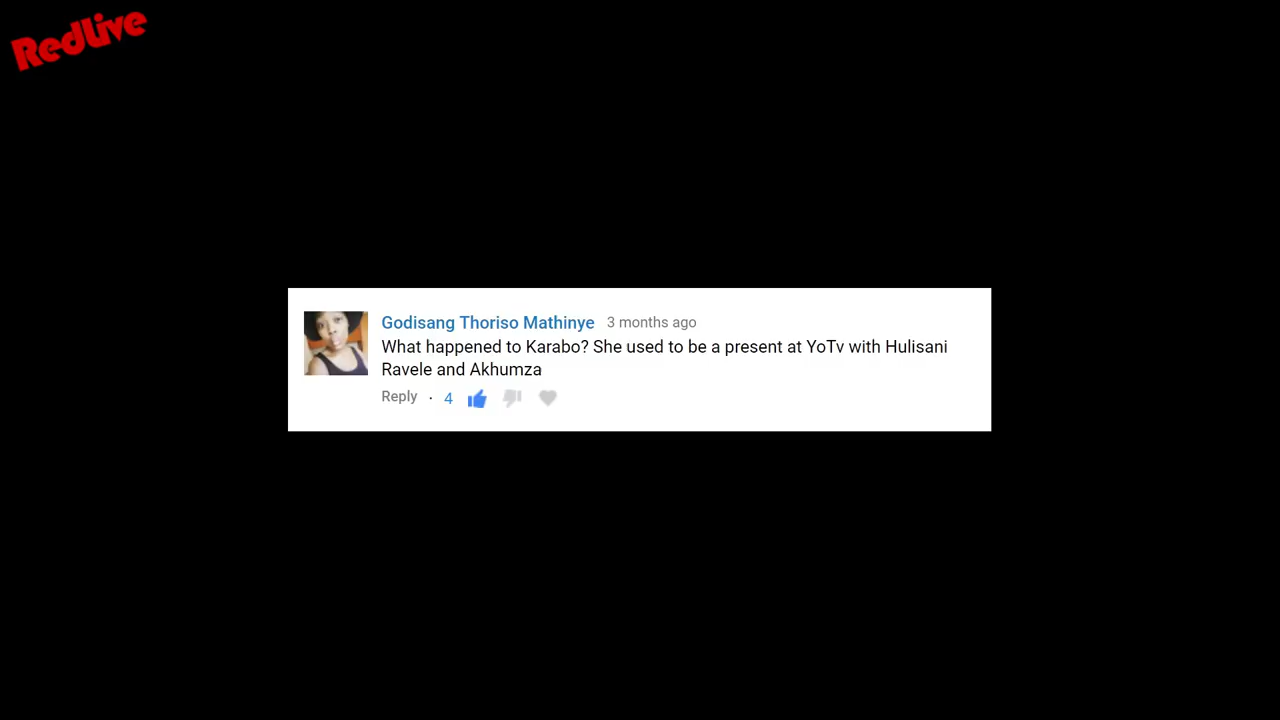 RedLive
Godisang Thoriso Mathinye 3 months ago
What happened to Karabo? She used to be a present at YoTv with Hulisani
Ravele and Akhumza
Reply · 4